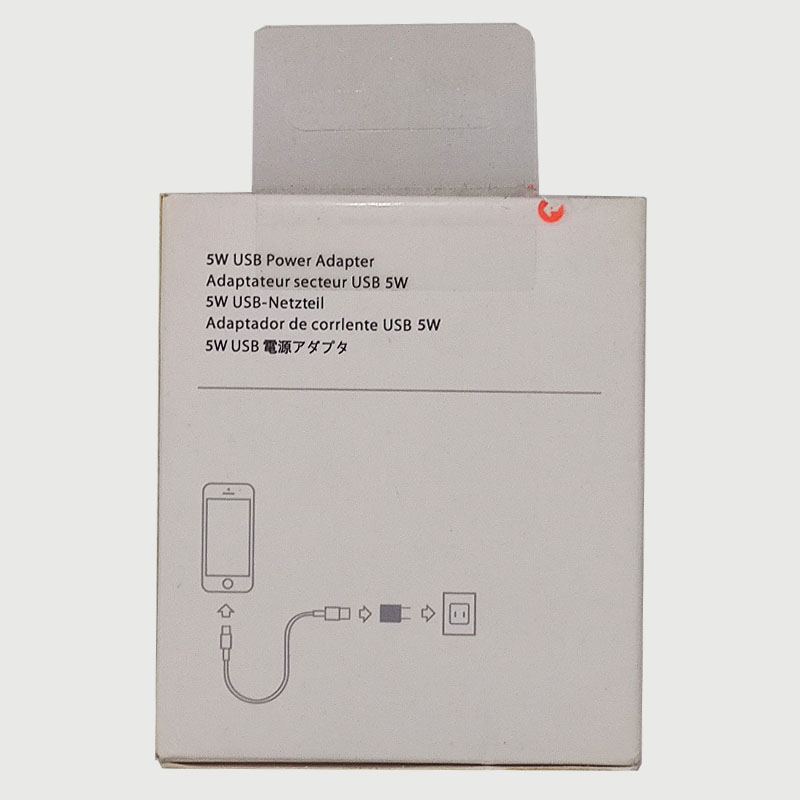 5W USB Power Adapter
Adaptateur secteur USB 5W
5W USB-Netzteil
Adaptador de corrlente USB 5W
5W USB 電源アダプタ